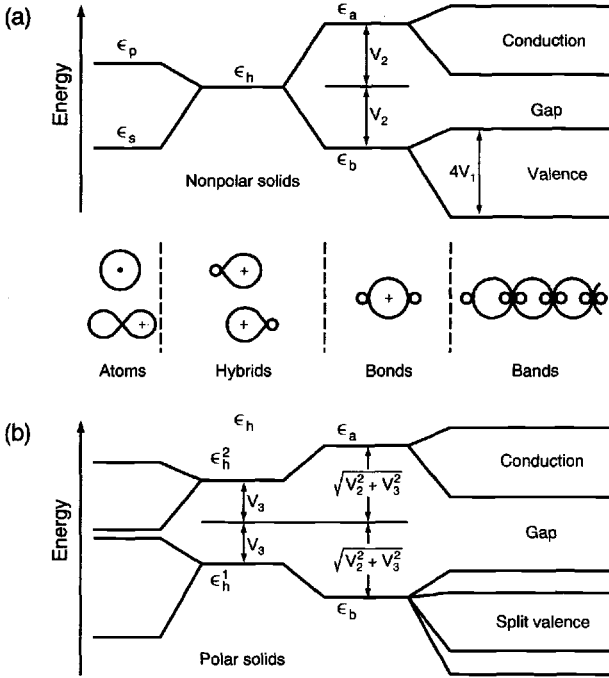 (a)
Energy
ϵp
ϵs
ϵh
ϵa
V2
V2
ϵb
Conduction
Gap
4V1
Valence
Nonpolar solids
Atoms
Hybrids
Bonds
Bands
(b)
Energy
ϵh
ϵh2
ϵa
V3
√V22 + V32
Conduction
V3
√V22 + V32
Gap
ϵh1
ϵb
Split valence
Polar solids